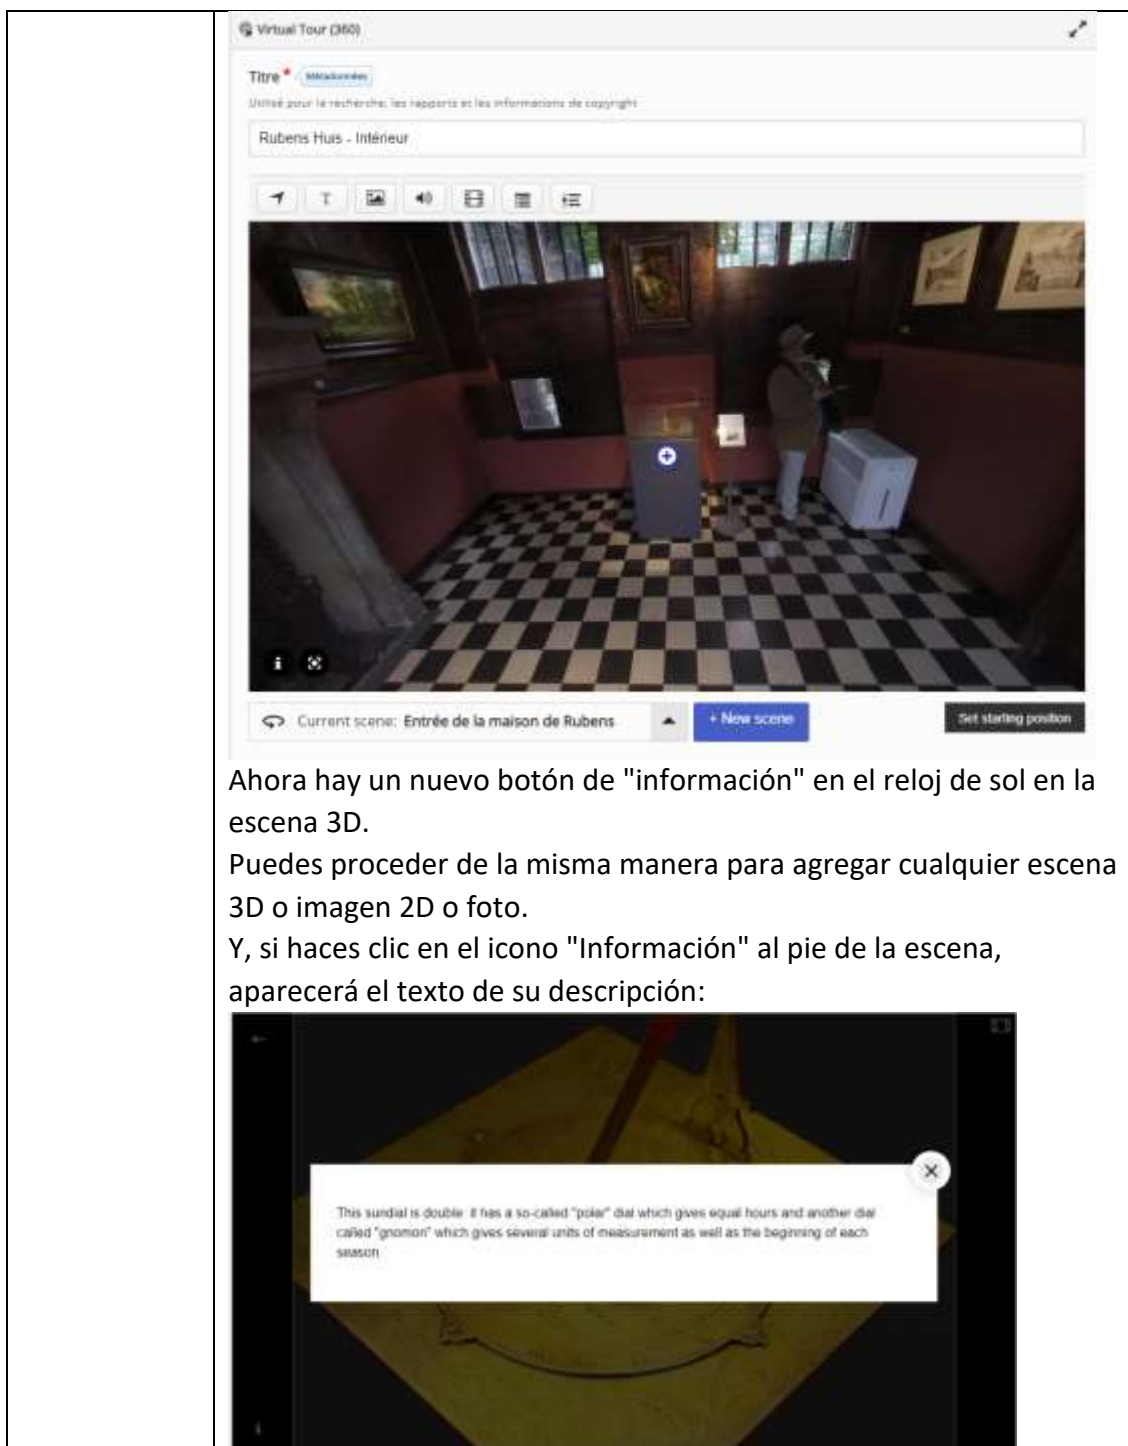 Virtual Tour (360)
Titre * Métadonnées
Utilisé pour la recherche, les rapports et les informations de copyright
Rubens Huis - Intérieur
T
Current scene: Entrée de la maison de Rubens
+ New scene
Set starting position
Ahora hay un nuevo botón de "información" en el reloj de sol en la
escena 3D.
Puedes proceder de la misma manera para agregar cualquier escena
3D o imagen 2D o foto.
Y, si haces clic en el icono "Información" al pie de la escena,
aparecerá el texto de su descripción:
This sundial is double: it has a so-called "polar" dial which gives equal hours and another dial
called "gnomon" which gives several units of measurement as well as the beginning of each
season